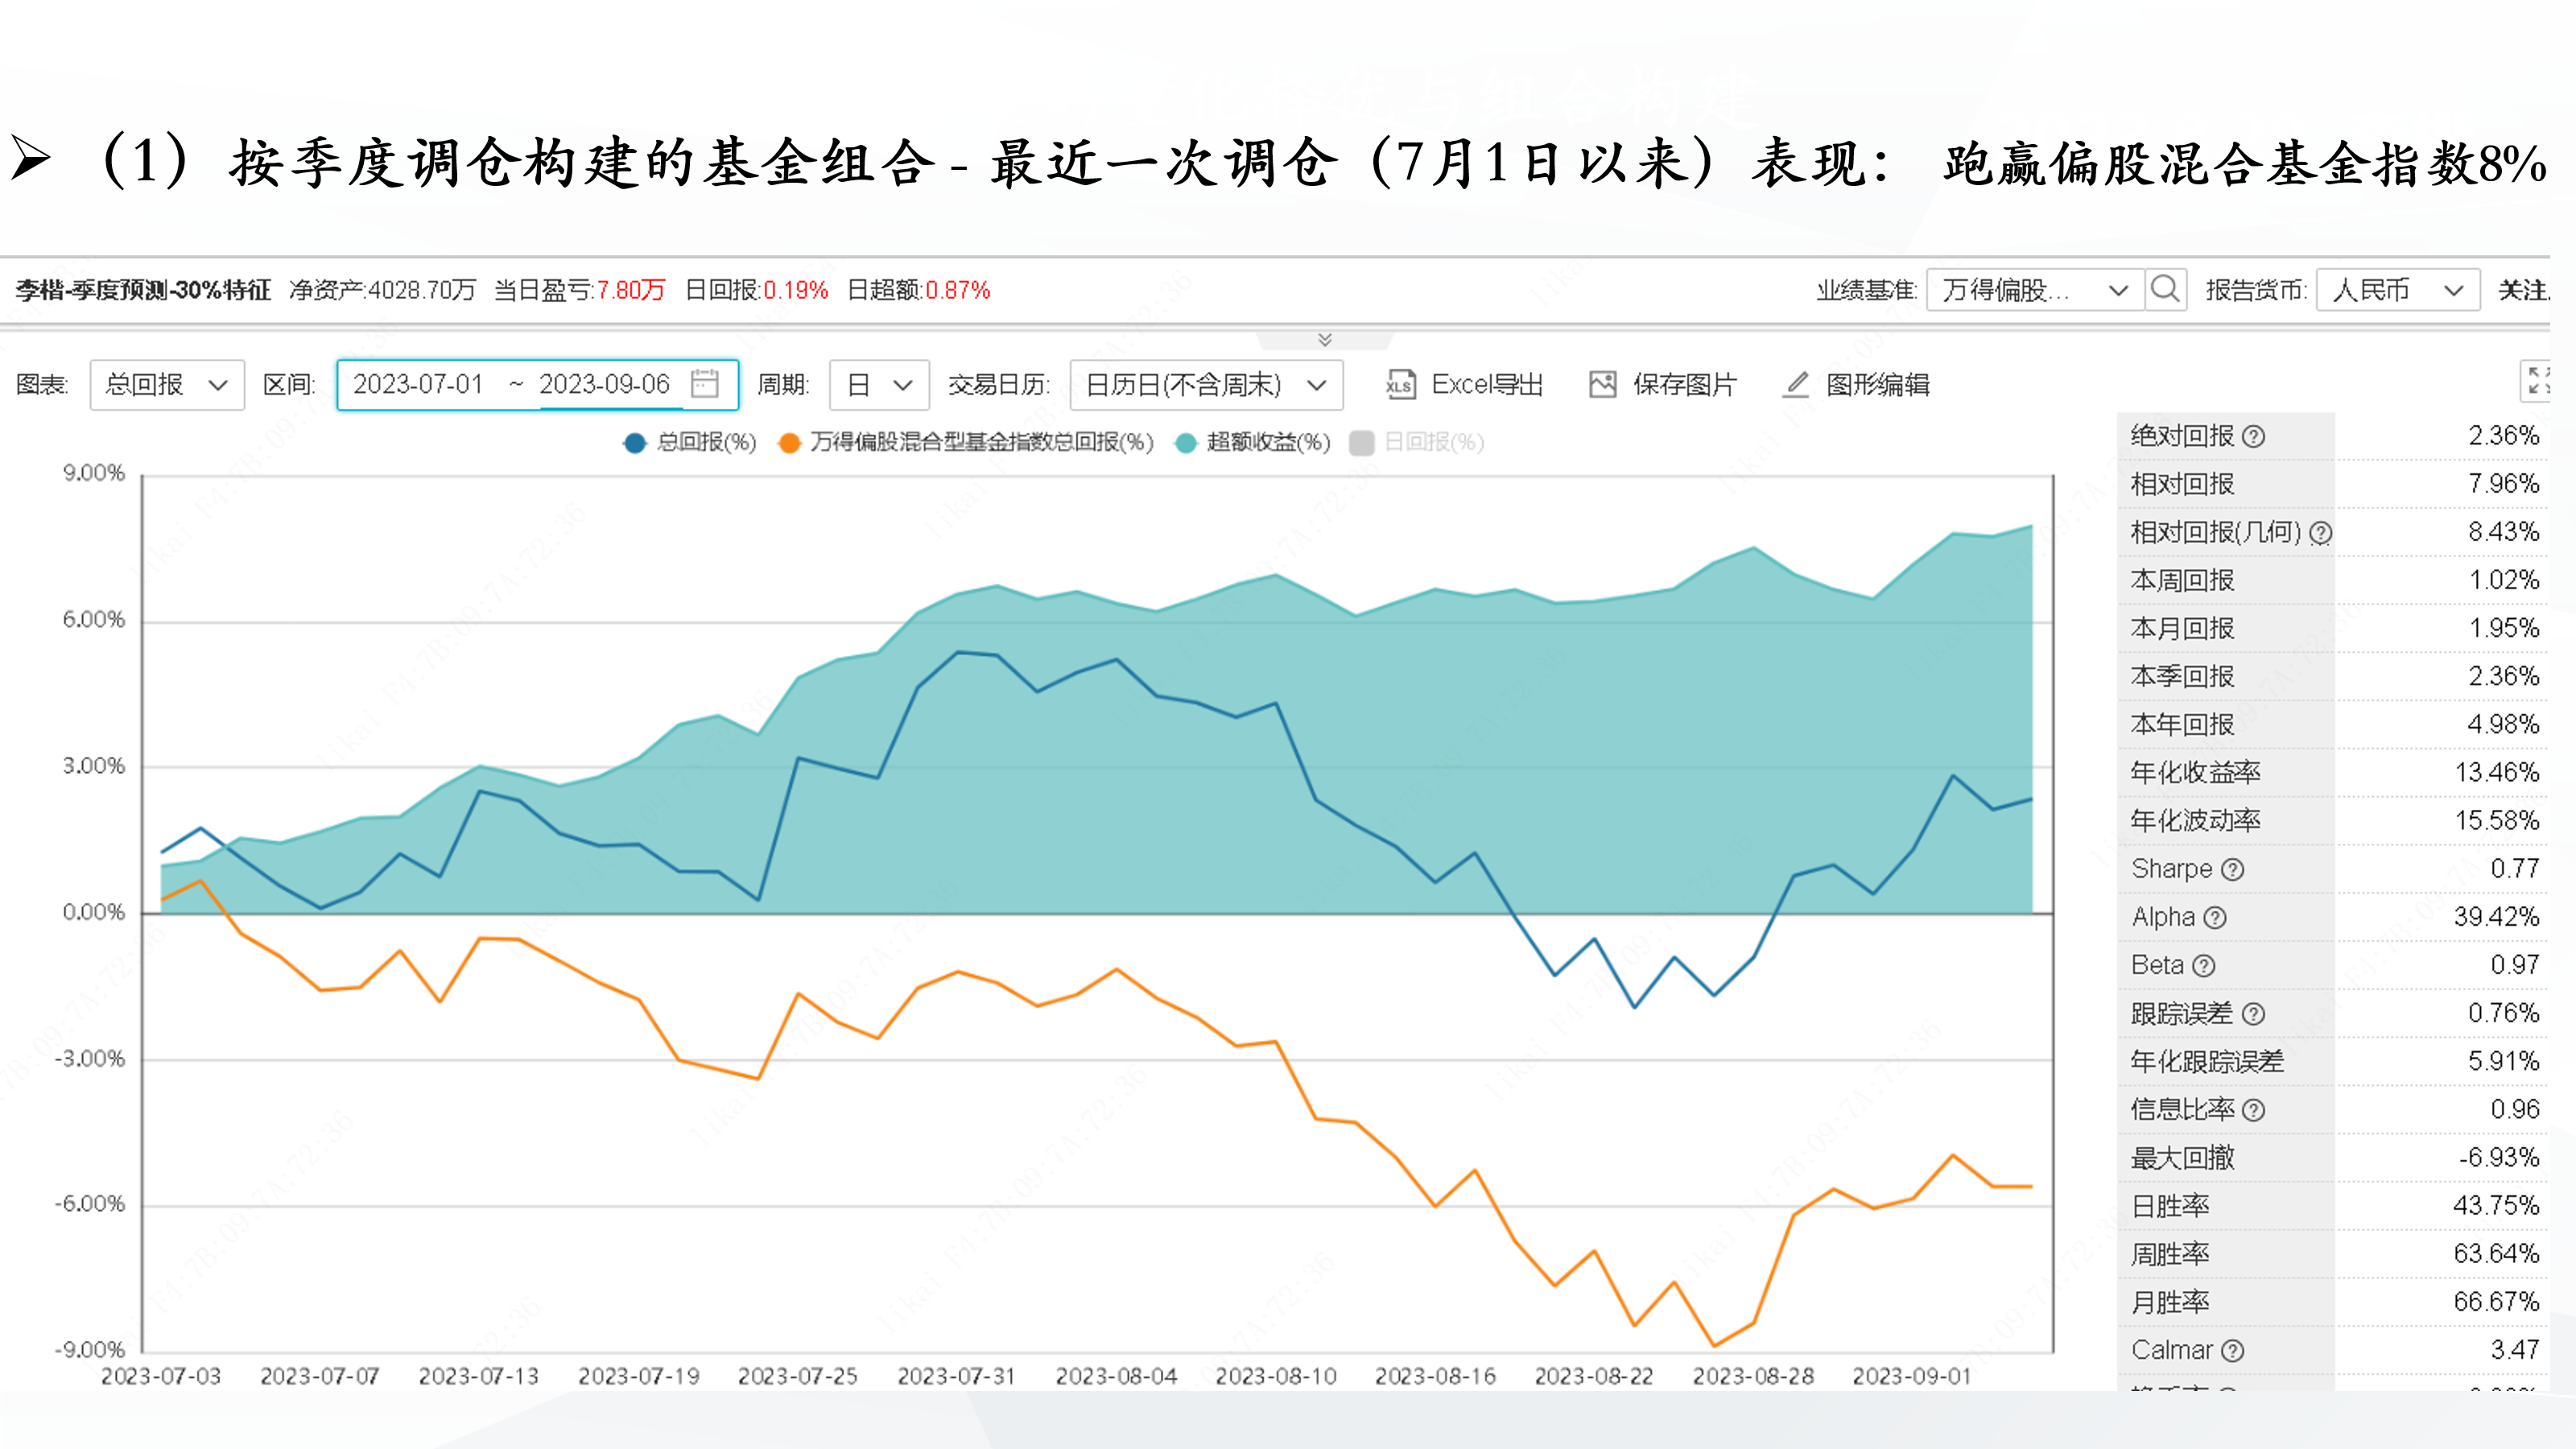 化择优与组合构建
➢（1）按季度调仓构建的基金组合 - 最近一次调仓（7月1日以来）表现： 跑赢偏股混合基金指数8%
李楷-季度预测-30%特征 净资产:4028.70万 当日盈亏:7.80万 日回报:0.19% 日超额:0.87% 业绩基准: 万得偏股... 报告货币: 人民币 关注
图表: 总回报 区间: 2023-07-01 ~ 2023-09-06 周期: 日 交易日历: 日历日(不含周末) XLS Excel导出 保存图片 图形编辑
总回报(%) 万得偏股混合型基金指数总回报(%) 超额收益(%) 日回报(%)
9.00%
6.00%
3.00%
0.00%
-3.00%
-6.00%
-9.00%
2023-07-03 2023-07-07 2023-07-13 2023-07-19 2023-07-25 2023-07-31 2023-08-04 2023-08-10 2023-08-16 2023-08-22 2023-08-28 2023-09-01
绝对回报 2.36%
相对回报 7.96%
相对回报(几何) 8.43%
本周回报 1.02%
本月回报 1.95%
本季回报 2.36%
本年回报 4.98%
年化收益率 13.46%
年化波动率 15.58%
Sharpe 0.77
Alpha 39.42%
Beta 0.97
跟踪误差 0.76%
年化跟踪误差 5.91%
信息比率 0.96
最大回撤 -6.93%
日胜率 43.75%
周胜率 63.64%
月胜率 66.67%
Calmar 3.47
likai F4:7B:09:7A:72:36